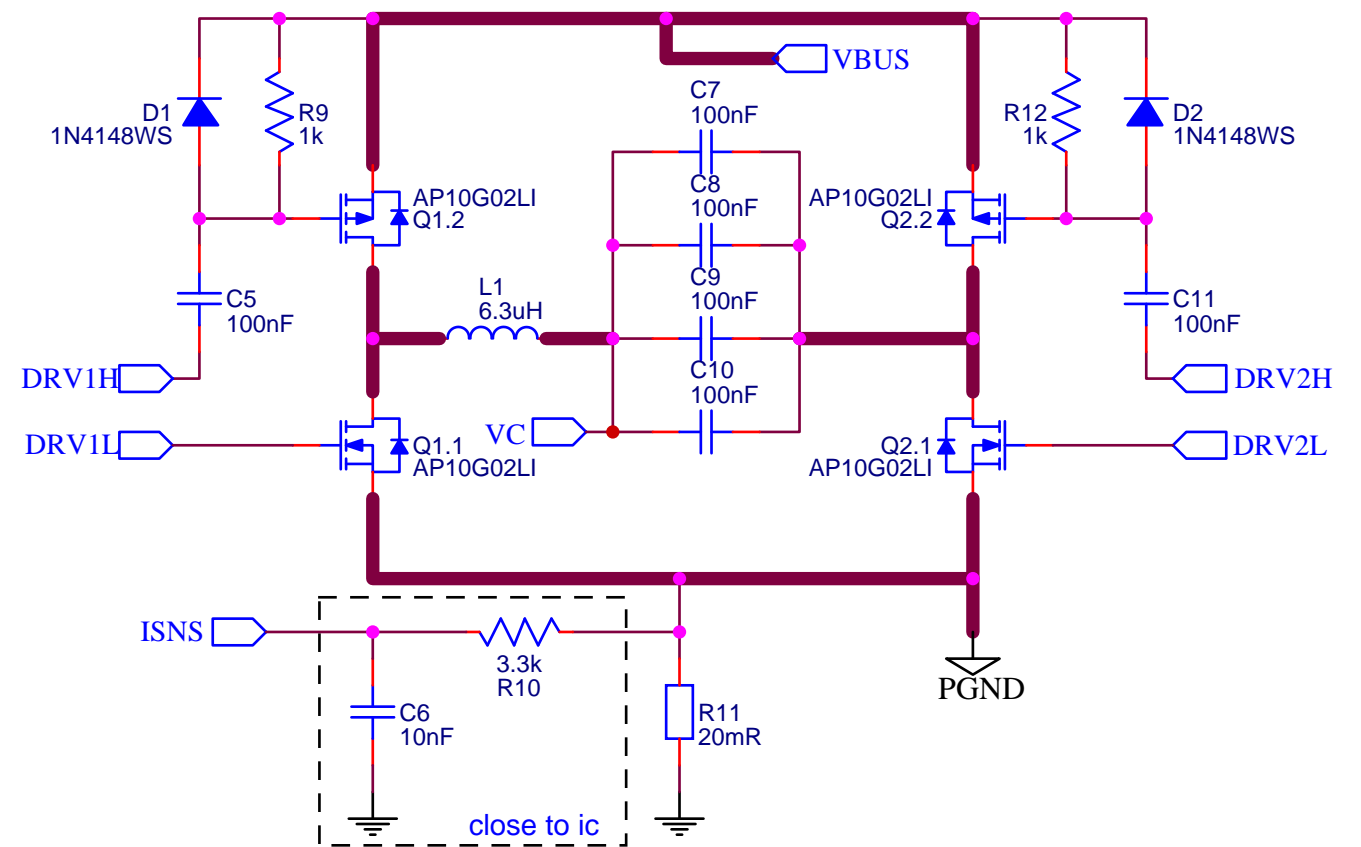 VBUS
C7
100nF
D1
1N4148WS
R9
1k
R12
1k
D2
1N4148WS
C8
100nF
AP10G02LI
Q1.2
AP10G02LI
Q2.2
C9
100nF
L1
6.3uH
C5
100nF
C11
100nF
C10
100nF
DRV1H
DRV2H
VC
DRV1L
Q1.1
AP10G02LI
Q2.1
AP10G02LI
DRV2L
ISNS
3.3k
R10
PGND
C6
10nF
R11
20mR
close to ic